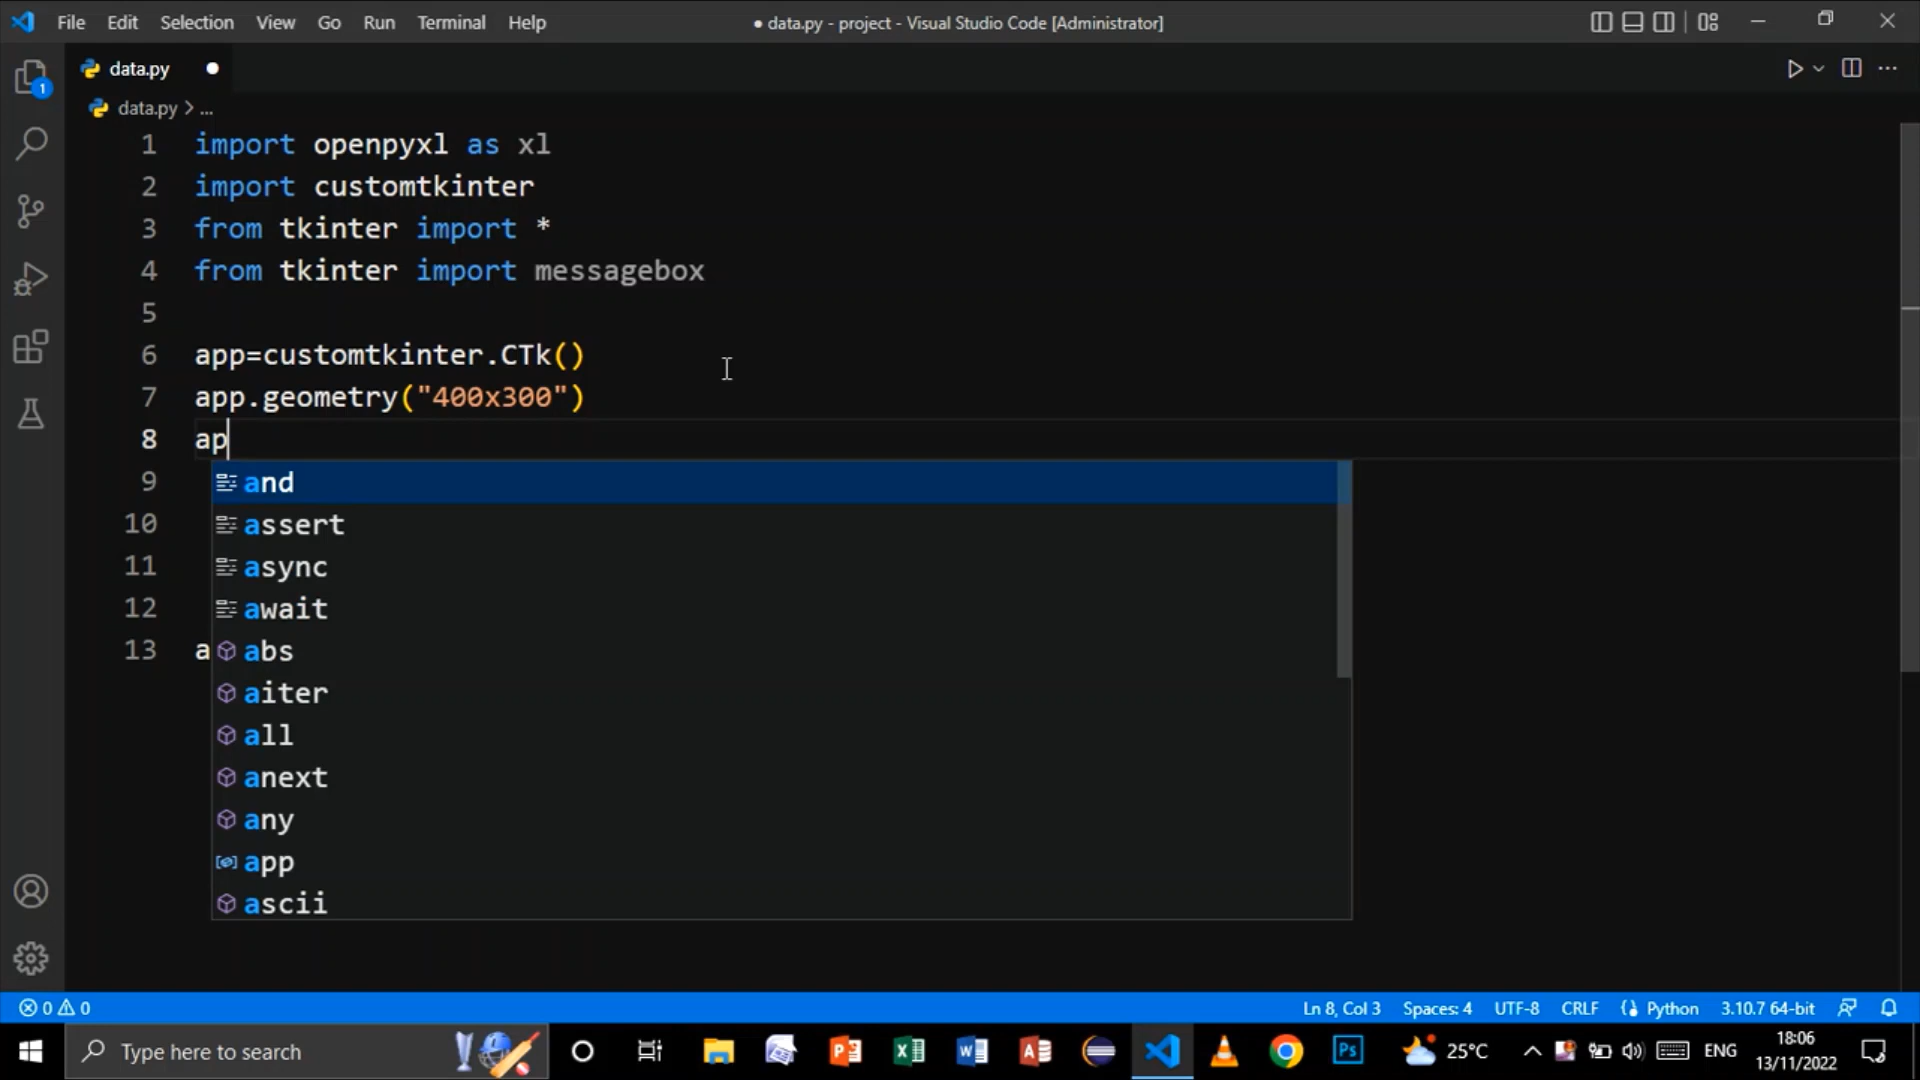 File Edit Selection View Go Run Terminal Help
● data.py - project - Visual Studio Code [Administrator]
1
data.py ●
data.py > ...
1 import openpyxl as xl
2 import customtkinter
3 from tkinter import *
4 from tkinter import messagebox
5
6 app=customtkinter.CTk()
7 app.geometry("400x300")
8 ap
9 and
10 assert
11 async
12 await
13 a abs
aiter
all
anext
any
app
ascii
0 0 Ln 8, Col 3 Spaces: 4 UTF-8 CRLF Python 3.10.7 64-bit
Type here to search
Ps
25°C
ENG
18:06
13/11/2022